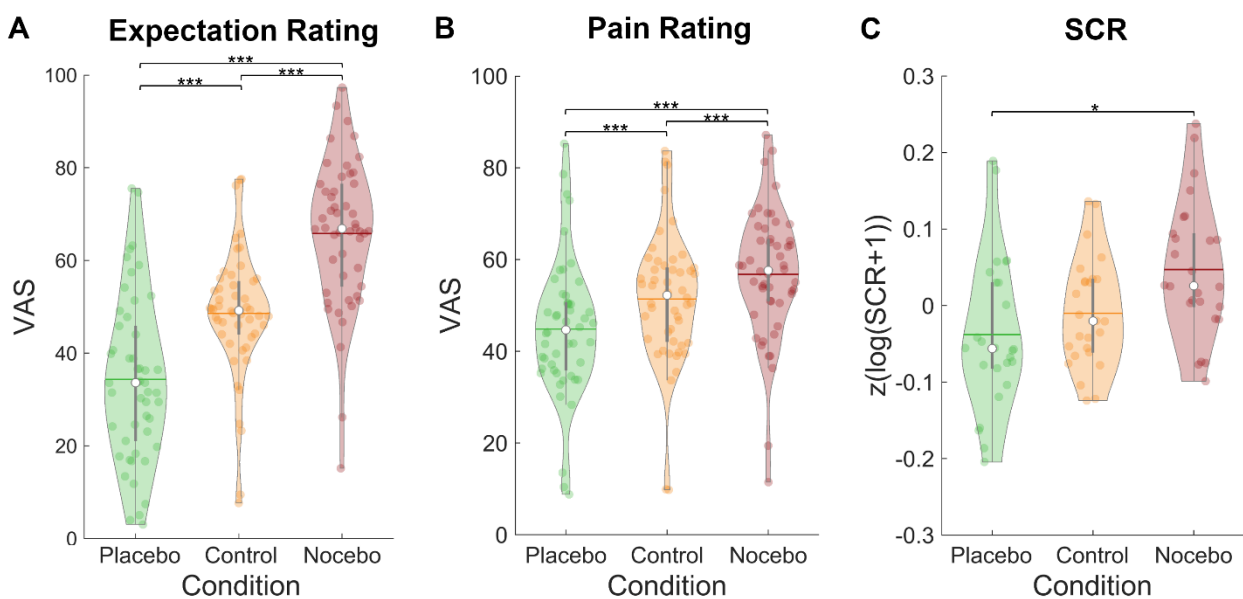 A Expectation Rating
***
*** ***
100
80
60
40
20
0
VAS
Placebo Control Nocebo
Condition
B Pain Rating
***
*** ***
100
80
60
40
20
0
VAS
Placebo Control Nocebo
Condition
C SCR
*
0.3
0.2
0.1
0
-0.1
-0.2
-0.3
z(log(SCR+1))
Placebo Control Nocebo
Condition